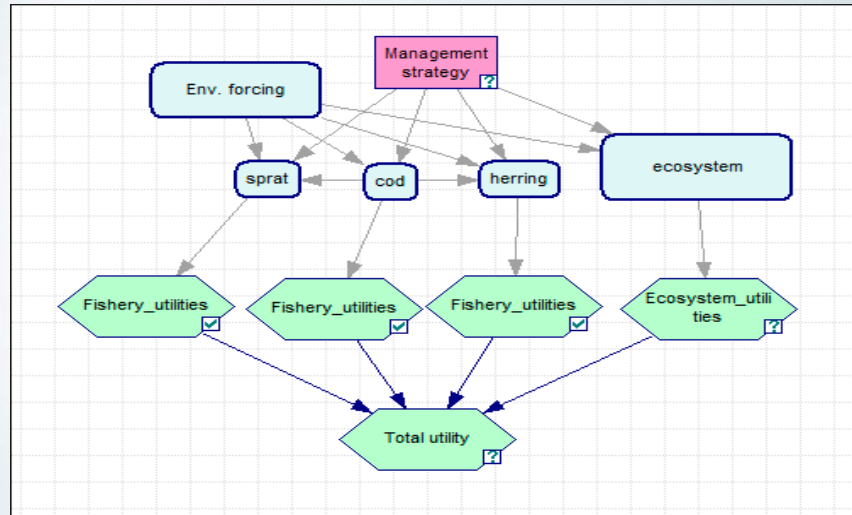 Management
strategy
?
Env. forcing
sprat
cod
herring
ecosystem
Fishery_utilities
Fishery_utilities
Fishery_utilities
Ecosystem_utili
ties
?
Total utility
?